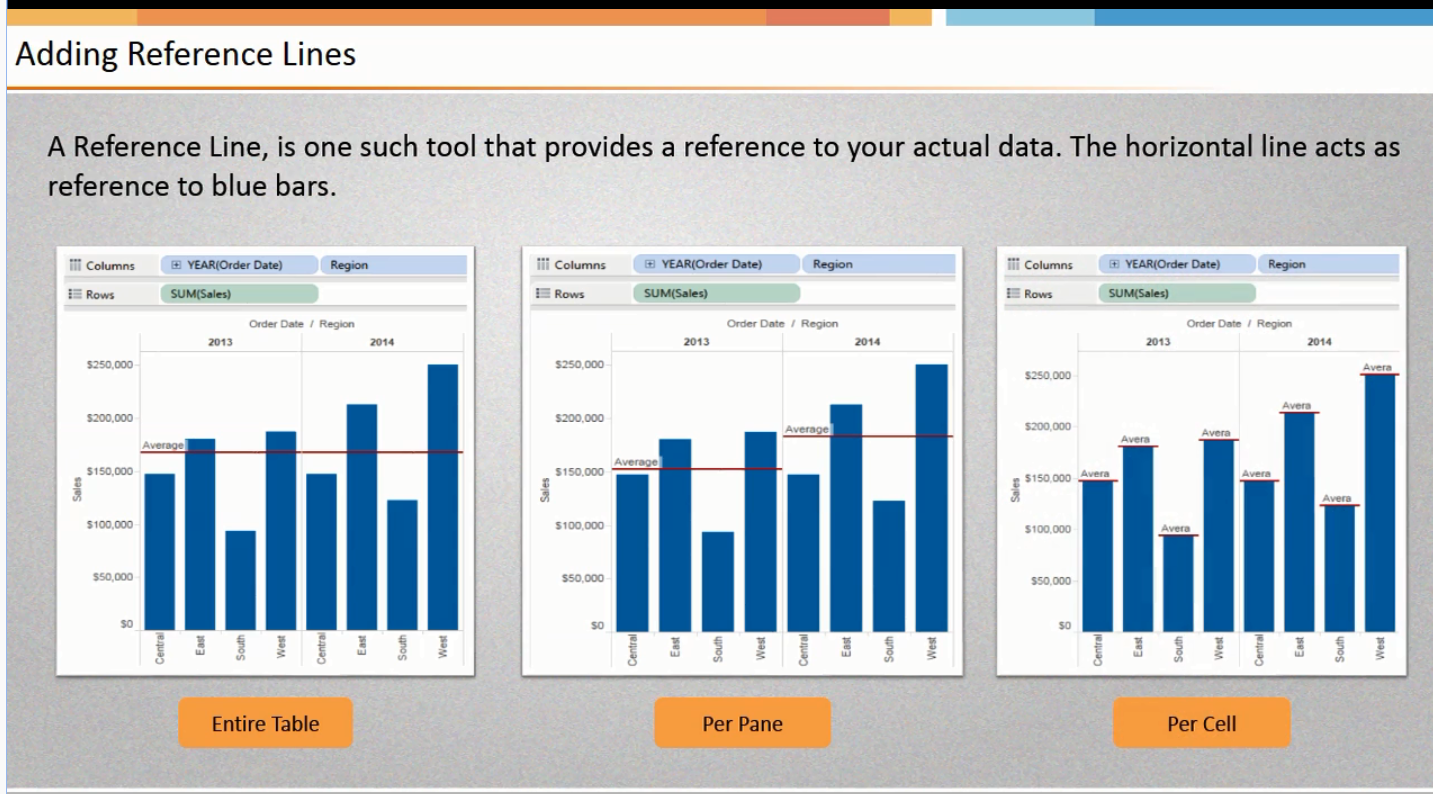 Adding Reference Lines
A Reference Line, is one such tool that provides a reference to your actual data. The horizontal line acts as
reference to blue bars.
Columns YEAR(Order Date) Region
Rows SUM(Sales)
Order Date / Region
2013 2014
$250,000
$200,000
Average
$150,000
$100,000
$50,000
$0
Sales
Central East South West Central East South West
Entire Table
Columns YEAR(Order Date) Region
Rows SUM(Sales)
Order Date / Region
2013 2014
$250,000
$200,000
Average
Average
$150,000
$100,000
$50,000
$0
Sales
Central East South West Central East South West
Per Pane
Columns YEAR(Order Date) Region
Rows SUM(Sales)
Order Date / Region
2013 2014
Avera
$250,000
Avera
$200,000
Avera Avera
Avera Avera
$150,000
Avera
$100,000
Avera
$50,000
$0
Sales
Central East South West Central East South West
Per Cell